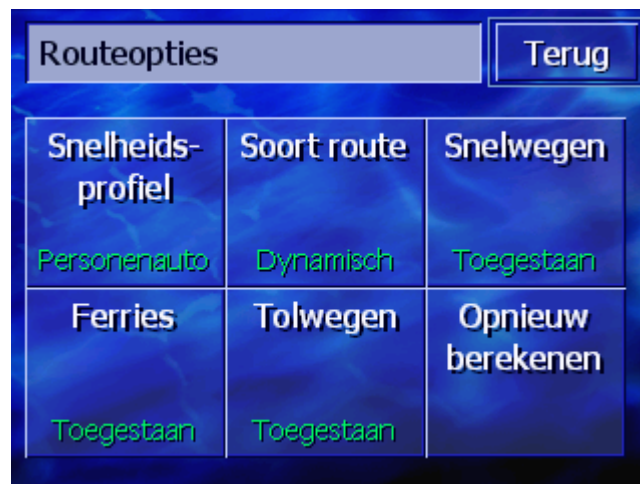 Routeopties
Terug
Snelheids-
profiel
Personenauto
Soort route
Dynamisch
Snelwegen
Toegestaan
Ferries
Toegestaan
Tolwegen
Toegestaan
Opnieuw
berekenen